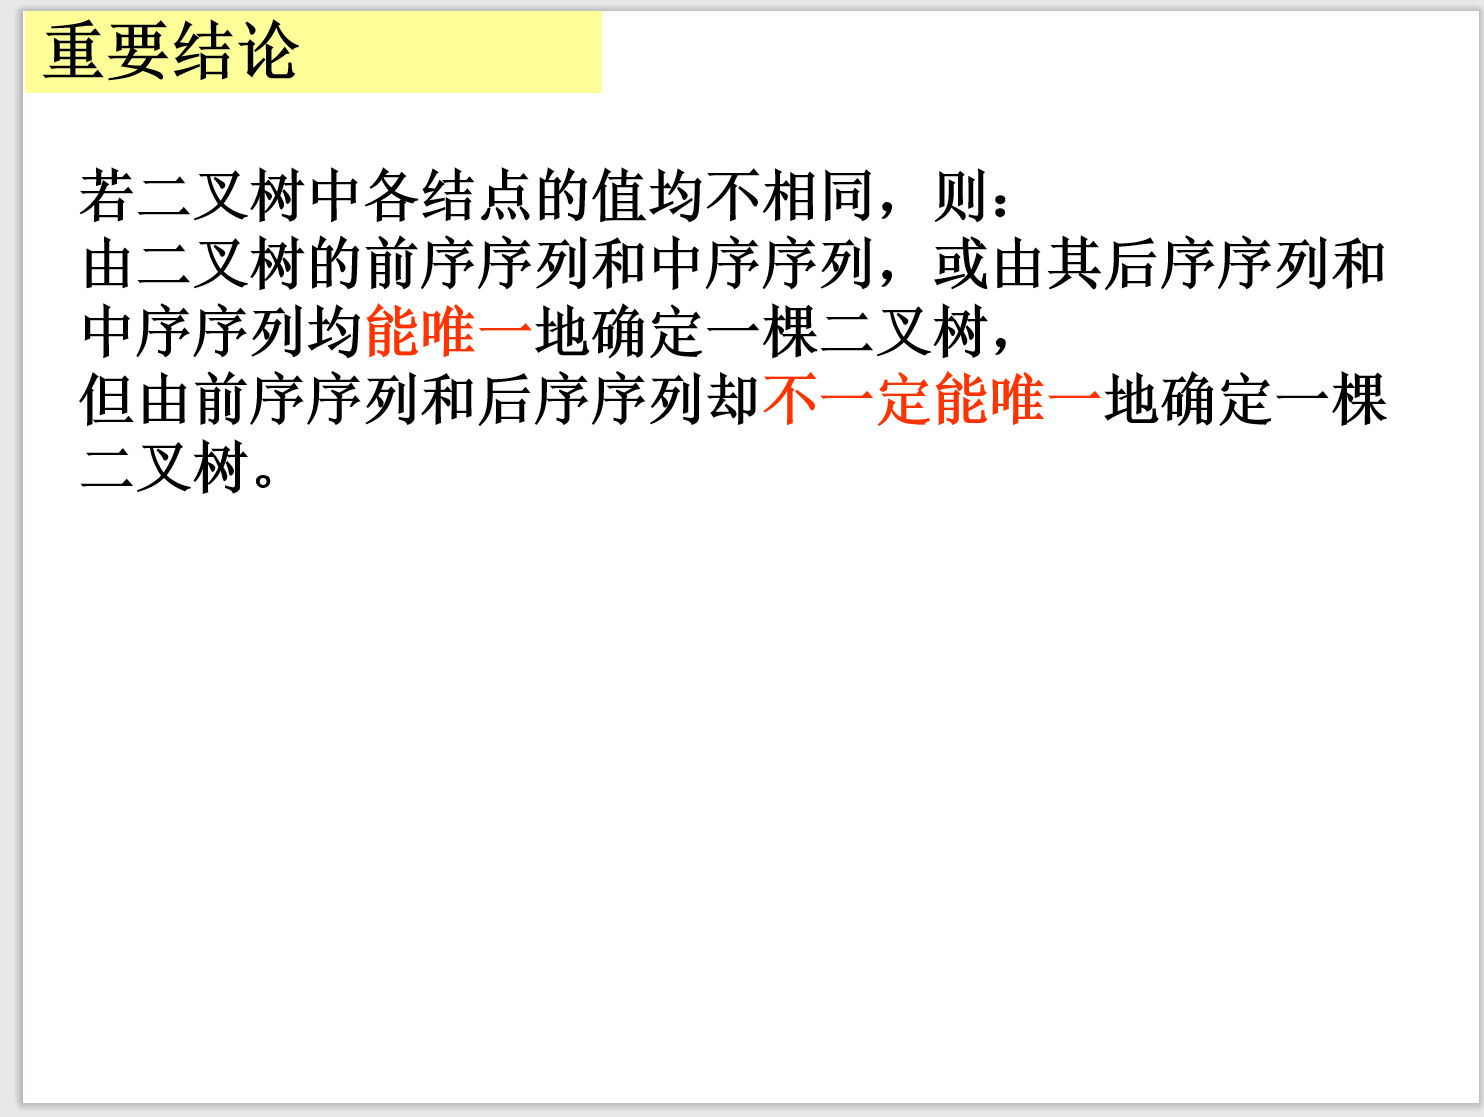 重要结论
若二叉树中各结点的值均不相同，则：
由二叉树的前序序列和中序序列，或由其后序序列和
中序序列均能唯一地确定一棵二叉树，
但由前序序列和后序序列却不一定能唯一地确定一棵
二叉树。